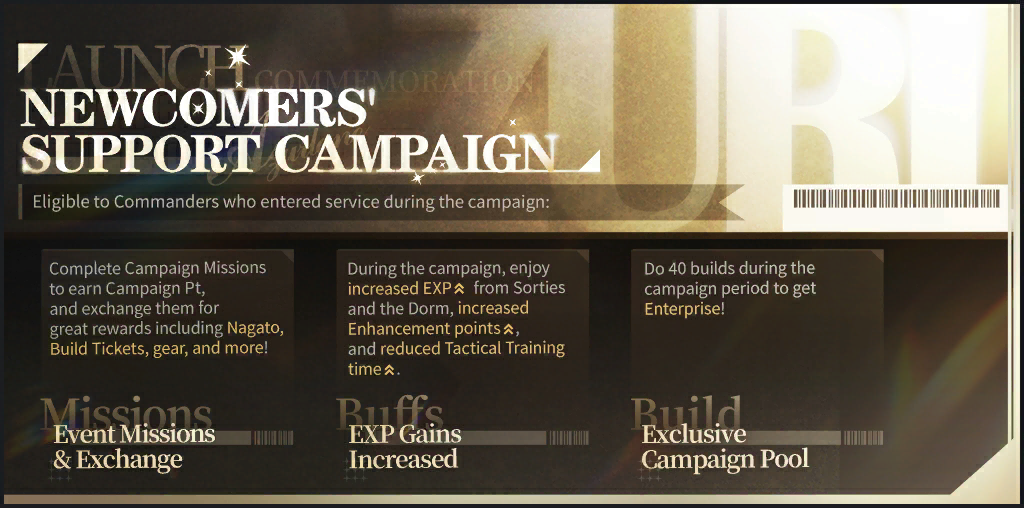 LAUNCH
COMMEMORATION
NEWCOMERS'
SUPPORT CAMPAIGN
Eligible to Commanders who entered service during the campaign:
Complete Campaign Missions
to earn Campaign Pt,
and exchange them for
great rewards including Nagato,
Build Tickets, gear, and more!
Missions
Event Missions
& Exchange
During the campaign, enjoy
increased EXP from Sorties
and the Dorm, increased
Enhancement points,
and reduced Tactical Training
time.
Buffs
EXP Gains
Increased
Do 40 builds during the
campaign period to get
Enterprise!
Build
Exclusive
Campaign Pool